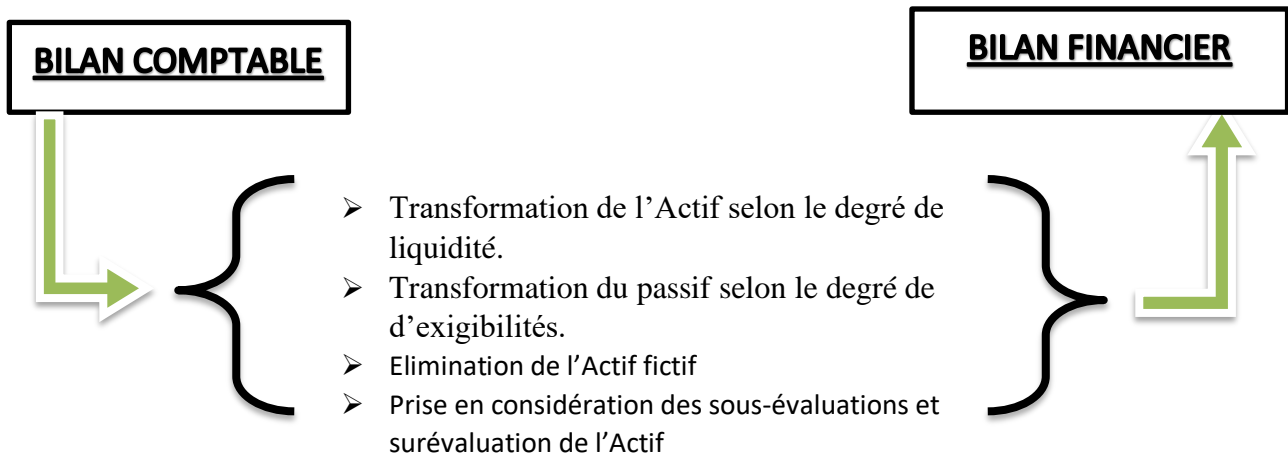 BILAN COMPTABLE
BILAN FINANCIER
➢ Transformation de l’Actif selon le degré de
liquidité.
➢ Transformation du passif selon le degré de
d’exigibilités.
➢ Elimination de l’Actif fictif
➢ Prise en considération des sous-évaluations et
surévaluation de l’Actif